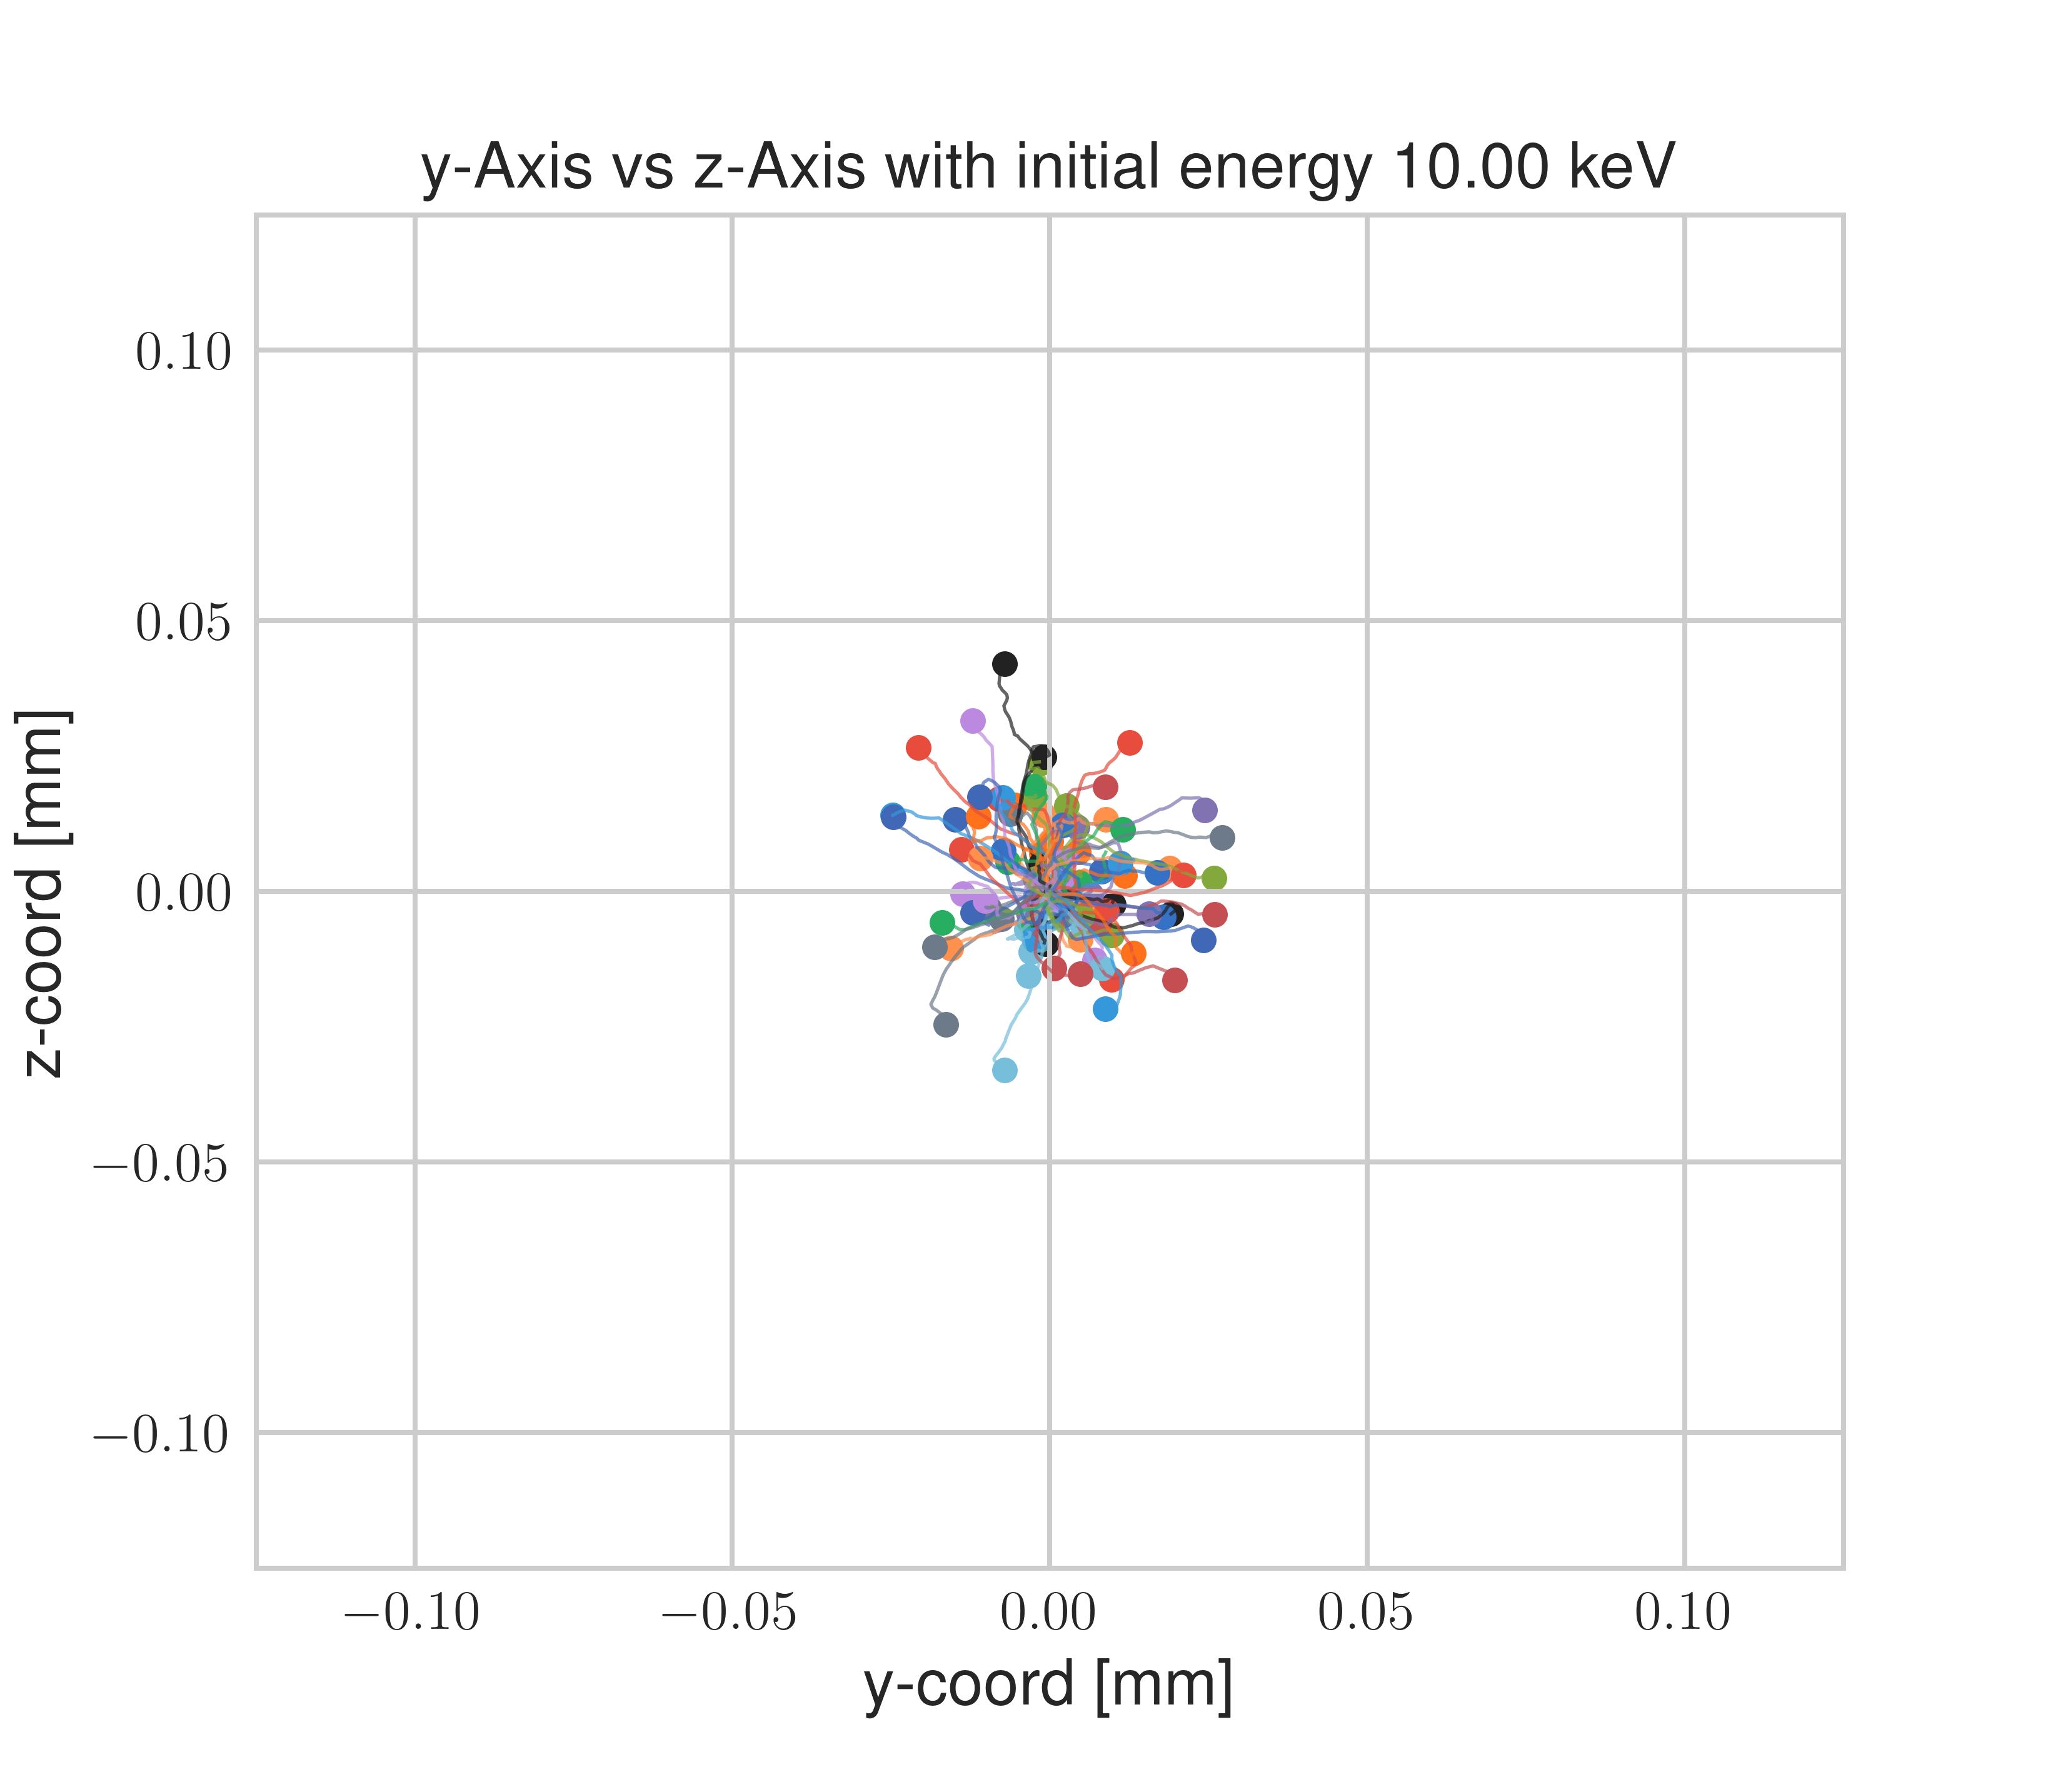 y-Axis vs z-Axis with initial energy 10.00 keV
0.10
0.05
0.00
−0.05
−0.10
z-coord [mm]
−0.10 −0.05 0.00 0.05 0.10
y-coord [mm]